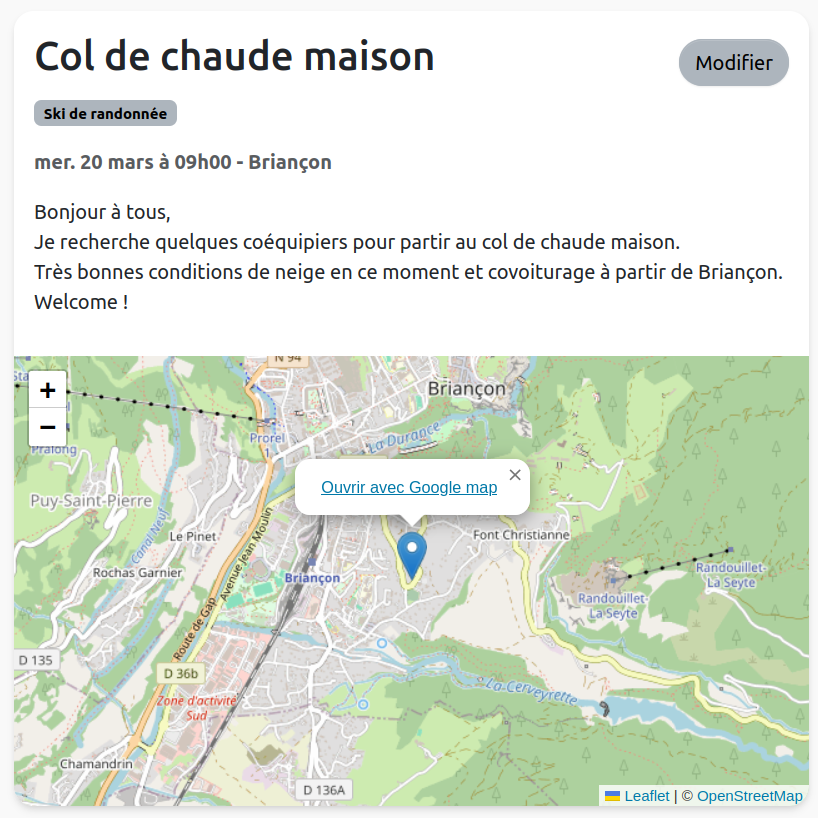 Col de chaude maison
Modifier
Ski de randonnée
mer. 20 mars à 09h00 - Briançon
Bonjour à tous,
Je recherche quelques coéquipiers pour partir au col de chaude maison.
Très bonnes conditions de neige en ce moment et covoiturage à partir de Briançon.
Welcome !
N 94
+
Briançon
−
Prorel
1
La Durance
Pralong
×
Ouvrir avec Google map
Puy-Saint-Pierre
Canal Neuf
Le Pinet
Avenue Jean Moulin
Font Christianne
Rochas Garnier
Briançon
Randouillet-
La Seyte
Randouillet-
La Seyte
Route de Gap
D 135
D 36b
La Cerveyrette
Zone d'activité
Sud
Chamandrin
D 136A
Leaflet | © OpenStreetMap